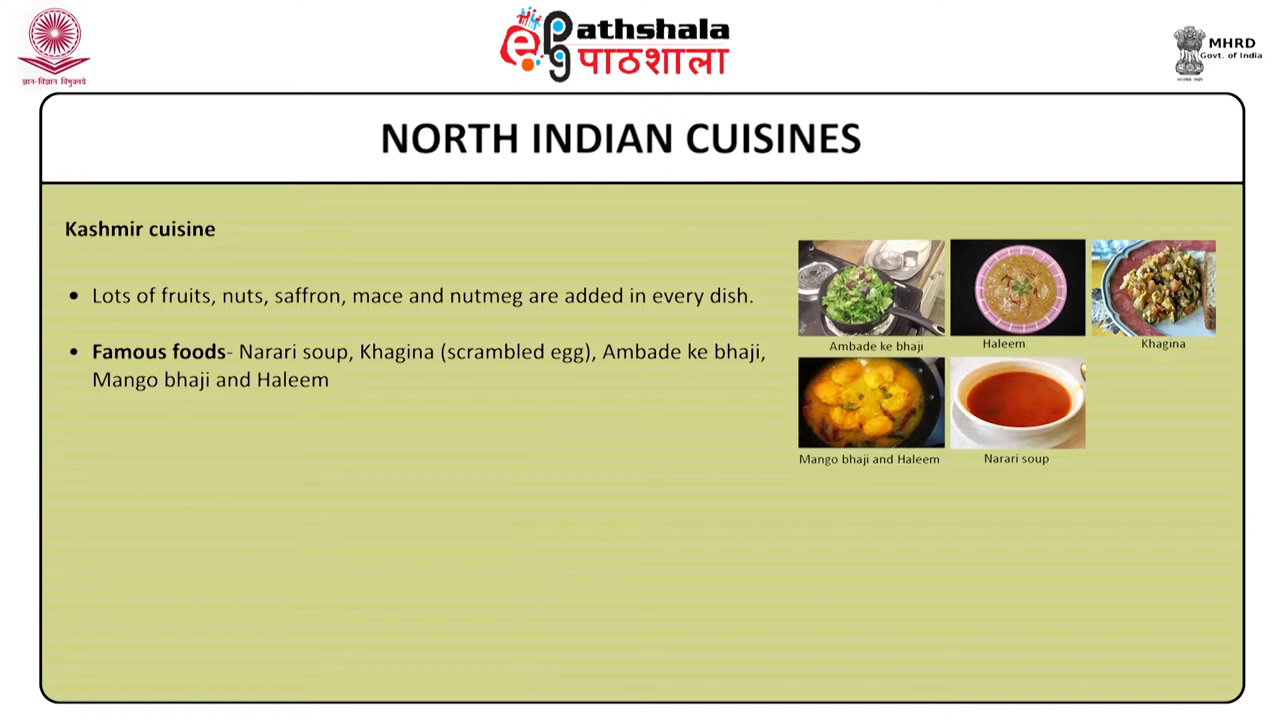 ज्ञान-विज्ञान विमुक्तये
ePG Pathshala
पाठशाला
MHRD
Govt. of India
NORTH INDIAN CUISINES
Kashmir cuisine
• Lots of fruits, nuts, saffron, mace and nutmeg are added in every dish.
• Famous foods- Narari soup, Khagina (scrambled egg), Ambade ke bhaji,
Mango bhaji and Haleem
Ambade ke bhaji
Haleem
Khagina
Mango bhaji and Haleem
Narari soup